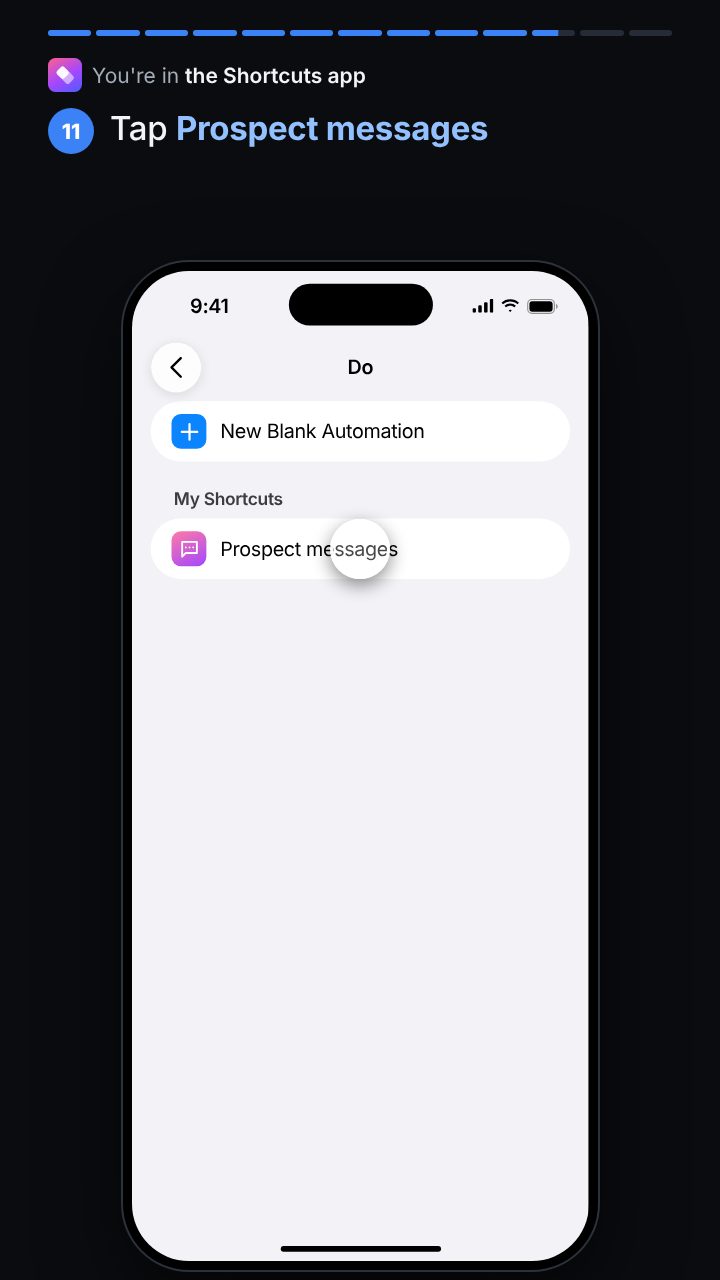 You're in the Shortcuts app
11 Tap Prospect messages
9:41
Do
New Blank Automation
My Shortcuts
Prospect messages